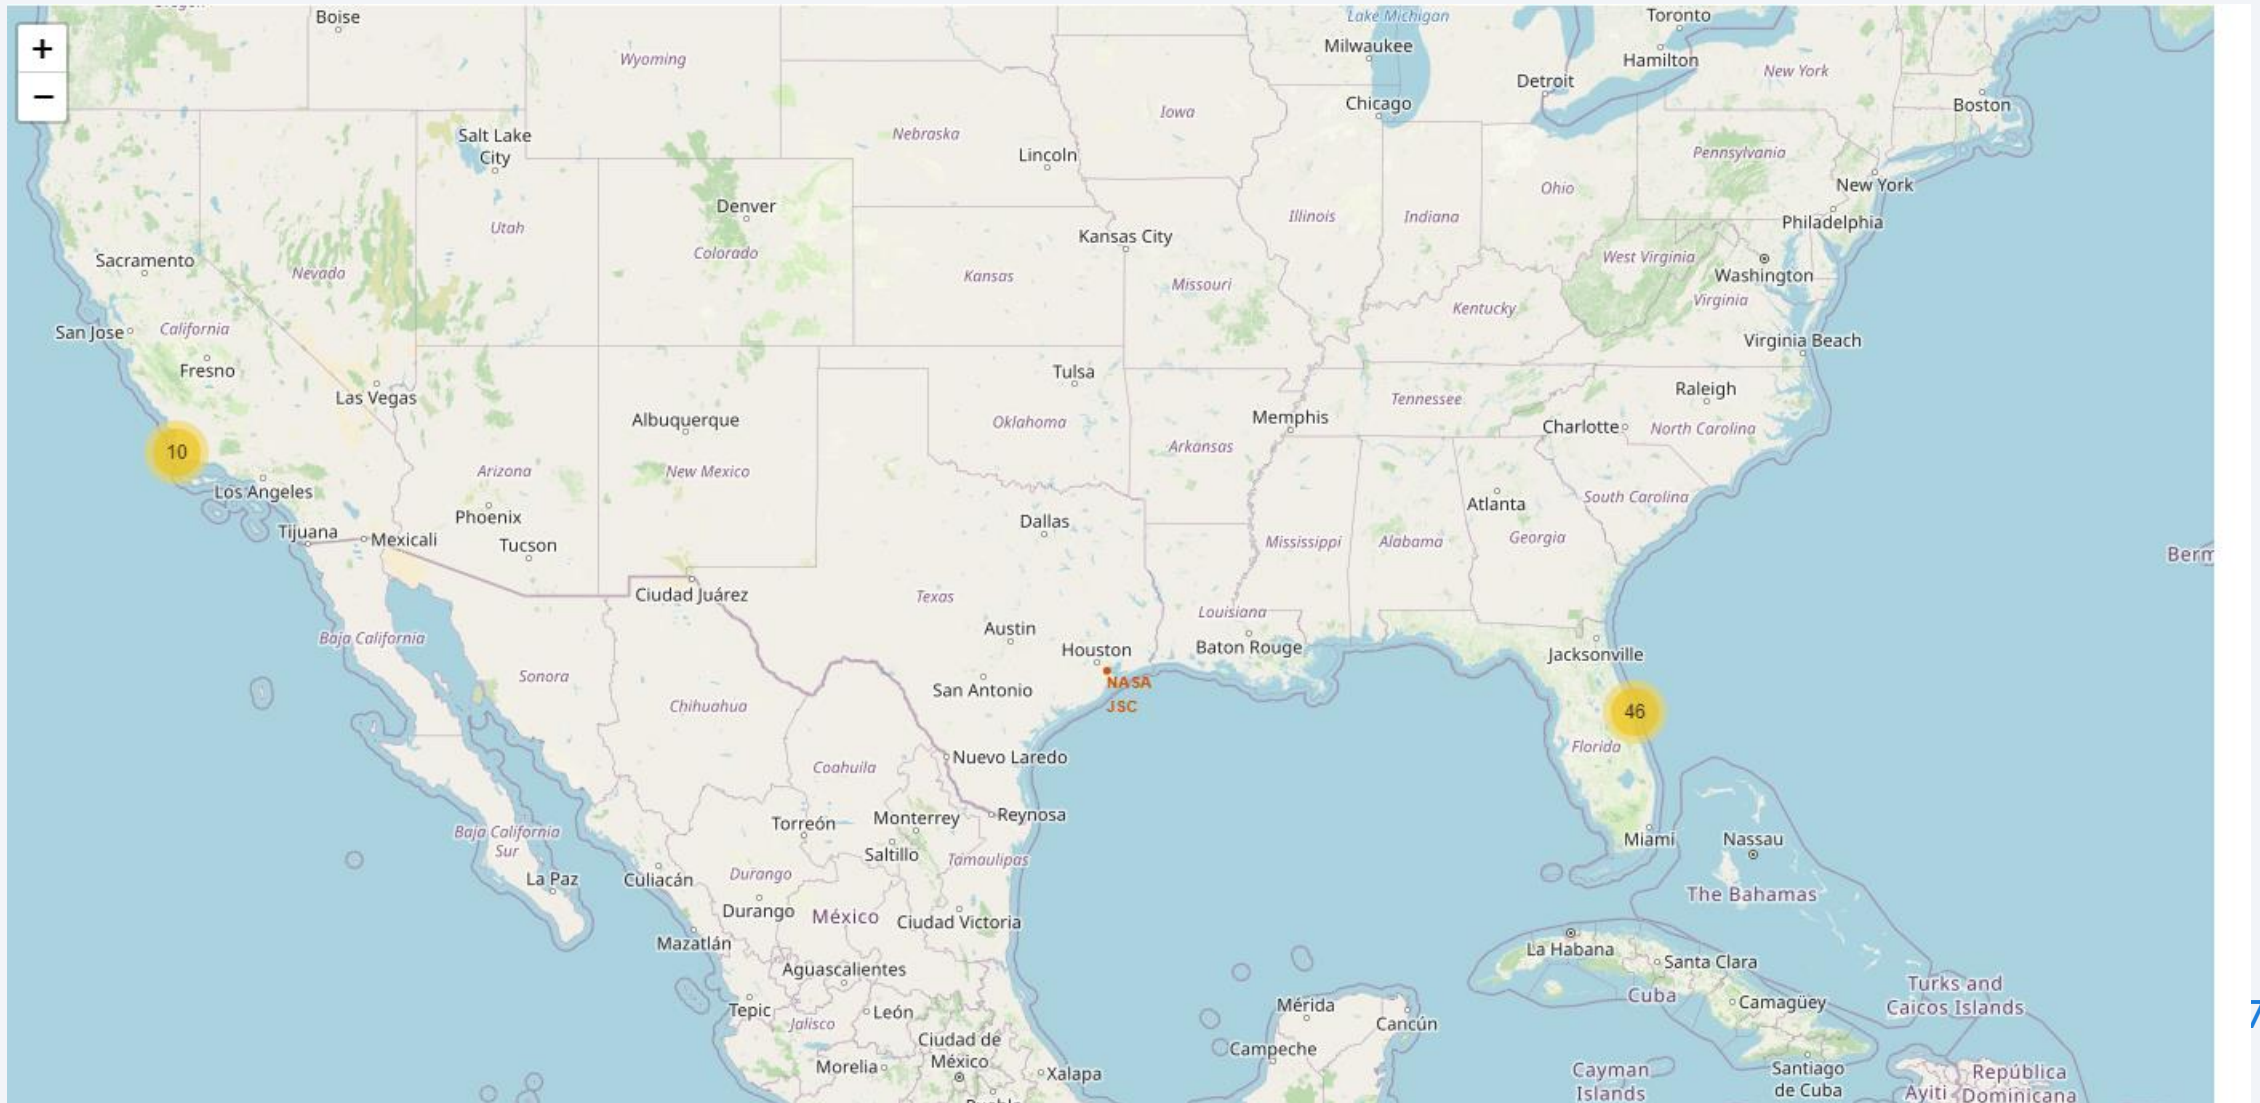 Oregon
Boise
Wyoming
Lake Michigan
Milwaukee
Toronto
Hamilton
New York
Detroit
Chicago
Boston
+
−
Salt Lake
City
Nebraska
Iowa
Lincoln
Pennsylvania
New York
Ohio
Denver
Utah
Illinois
Indiana
Philadelphia
Kansas City
Colorado
Sacramento
Nevada
Kansas
Missouri
West Virginia
Washington
Virginia
Kentucky
San Jose
California
Virginia Beach
Fresno
Tulsa
Las Vegas
Raleigh
Tennessee
Albuquerque
Oklahoma
Memphis
Charlotte
North Carolina
10
Arkansas
Arizona
New Mexico
Los Angeles
South Carolina
Atlanta
Phoenix
Dallas
Tijuana
Mexicali
Tucson
Mississippi
Alabama
Georgia
Berm
Ciudad Juárez
Texas
Louisiana
Austin
Baja California
Houston
Baton Rouge
Jacksonville
Sonora
NASA
JSC
San Antonio
Chihuahua
46
Florida
Nuevo Laredo
Coahuila
Reynosa
Torreón
Monterrey
Baja California
Sur
Miami
Nassau
Saltillo
Tamaulipas
La Paz
Culiacán
Durango
The Bahamas
Durango
México
Ciudad Victoria
Mazatlán
La Habana
Santa Clara
Aguascalientes
Turks and
Caicos Islands
Cuba
Camagüey
Mérida
Tepic
León
Jalisco
Cancún
Ciudad de
México
Campeche
Morelia
Xalapa
Cayman
Islands
Santiago
de Cuba
República
Dominicana
Ayiti
7